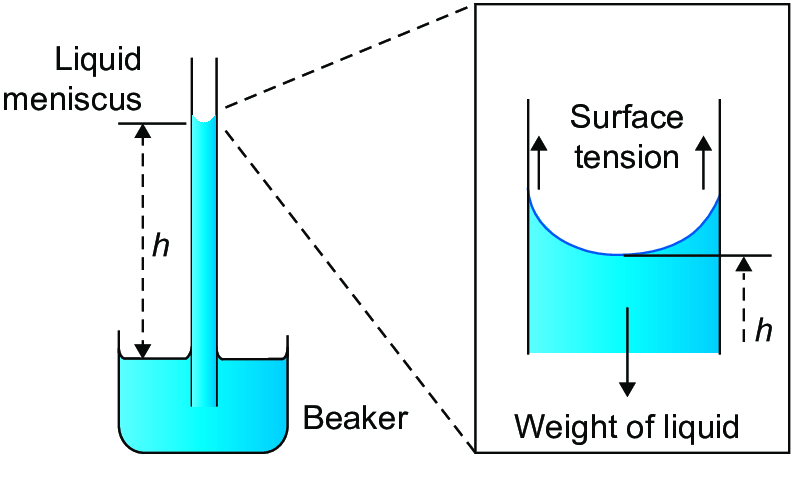 Liquid
meniscus
h
Beaker
Surface
tension
h
Weight of liquid